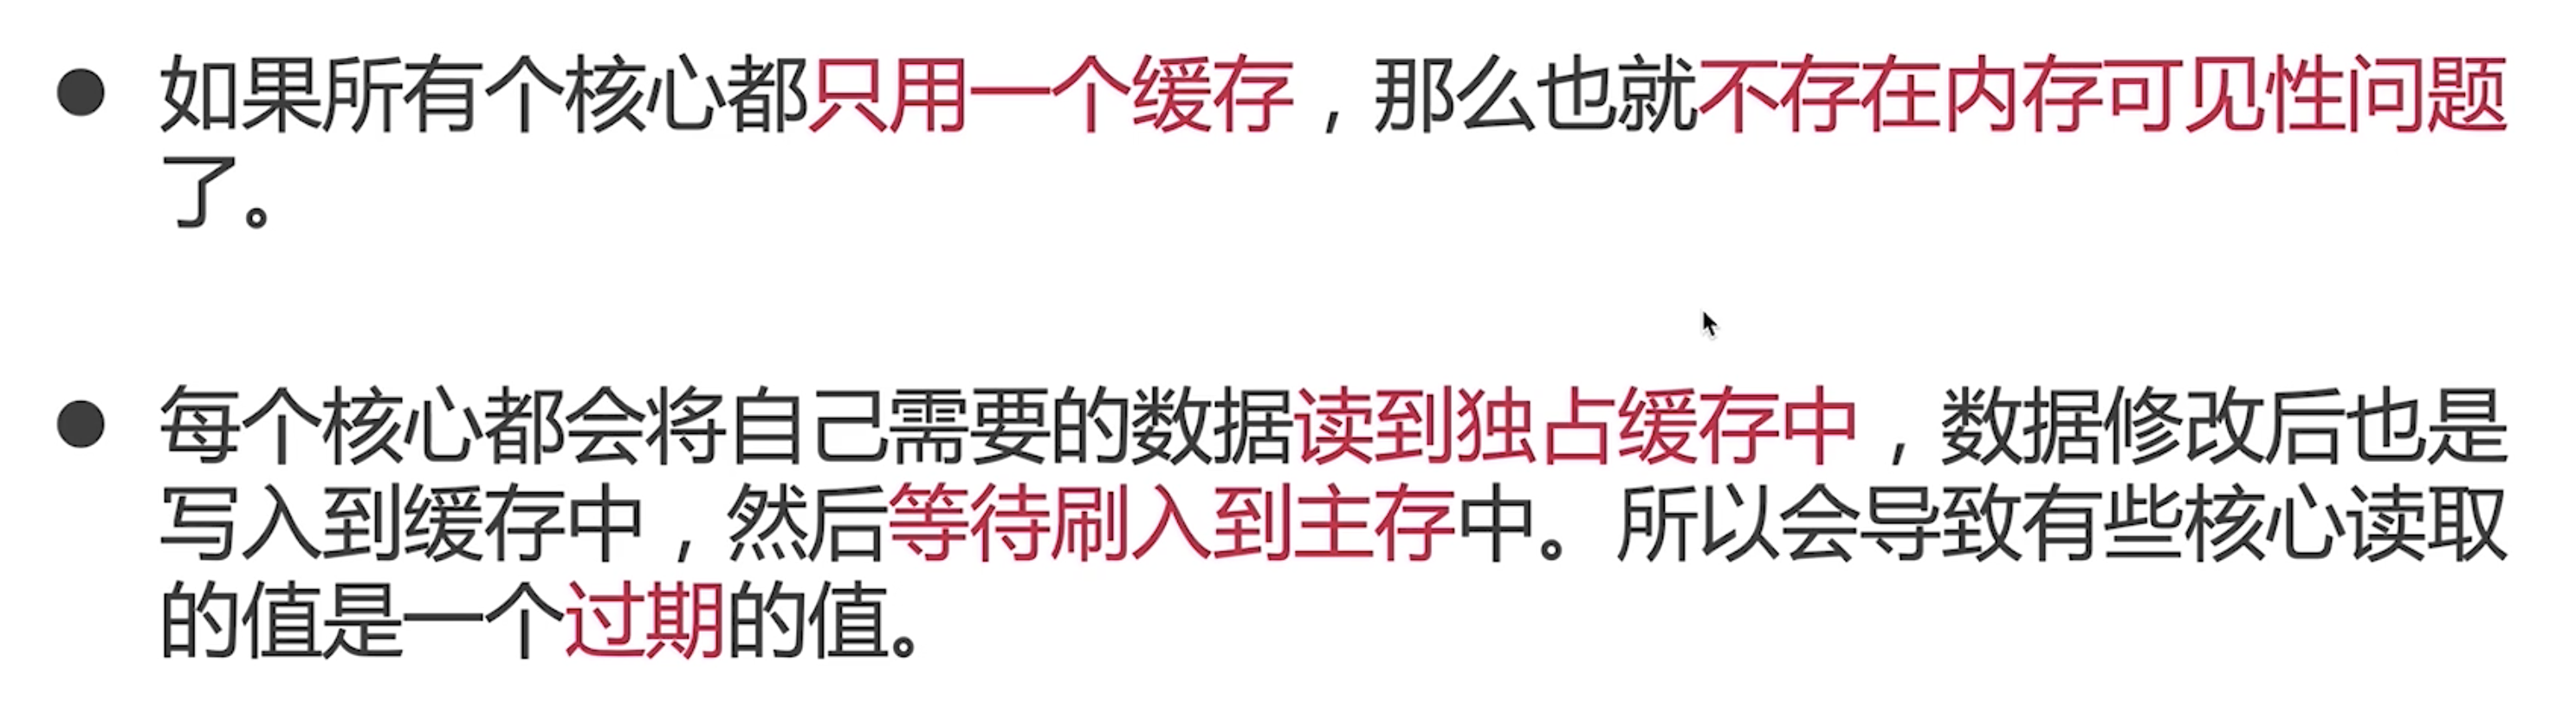 ● 如果所有个核心都只用一个缓存，那么也就不存在内存可见性问题
了。
● 每个核心都会将自己需要的数据读到独占缓存中，数据修改后也是
写入到缓存中，然后等待刷入到主存中。所以会导致有些核心读取
的值是一个过期的值。